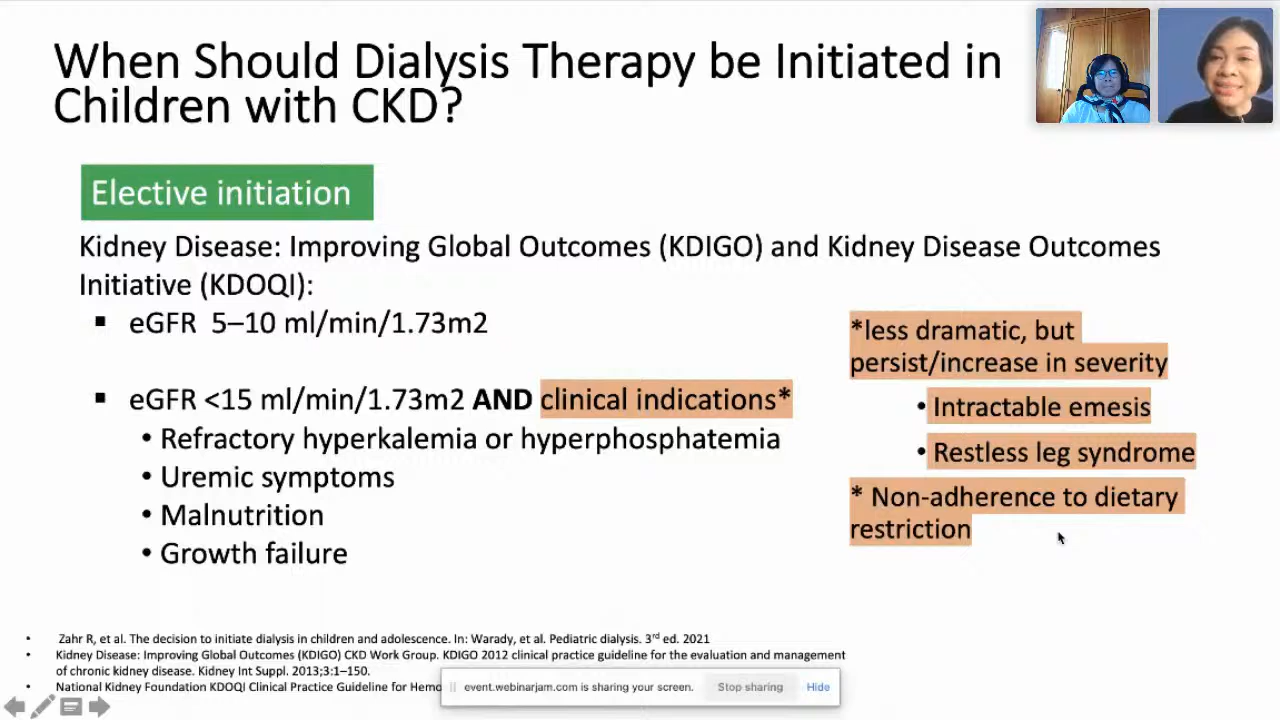 When Should Dialysis Therapy be Initiated in
Children with CKD?
Elective initiation
Kidney Disease: Improving Global Outcomes (KDIGO) and Kidney Disease Outcomes
Initiative (KDOQI):
▪ eGFR 5–10 ml/min/1.73m2
▪ eGFR <15 ml/min/1.73m2 AND clinical indications*
• Refractory hyperkalemia or hyperphosphatemia
• Uremic symptoms
• Malnutrition
• Growth failure
*less dramatic, but
persist/increase in severity
• Intractable emesis
• Restless leg syndrome
* Non-adherence to dietary
restriction
• Zahr R, et al. The decision to initiate dialysis in children and adolescence. In: Warady, et al. Pediatric dialysis. 3rd ed. 2021
• Kidney Disease: Improving Global Outcomes (KDIGO) CKD Work Group. KDIGO 2012 clinical practice guideline for the evaluation and management
of chronic kidney disease. Kidney Int Suppl. 2013;3:1–150.
• National Kidney Foundation KDOQI Clinical Practice Guideline for
event.webinarjam.com is sharing your screen.
Stop sharing
Hide